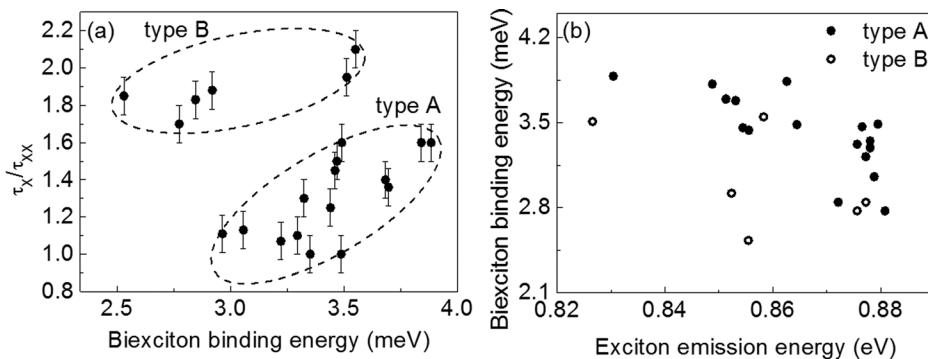 (a)
type B
type A
2.2
2.0
1.8
1.6
1.4
1.2
1.0
0.8
τX/τXX
2.5 3.0 3.5 4.0
Biexciton binding energy (meV)
(b)
type A
type B
4.2
3.5
2.8
2.1
Biexciton binding energy (meV)
0.82 0.84 0.86 0.88
Exciton emission energy (eV)